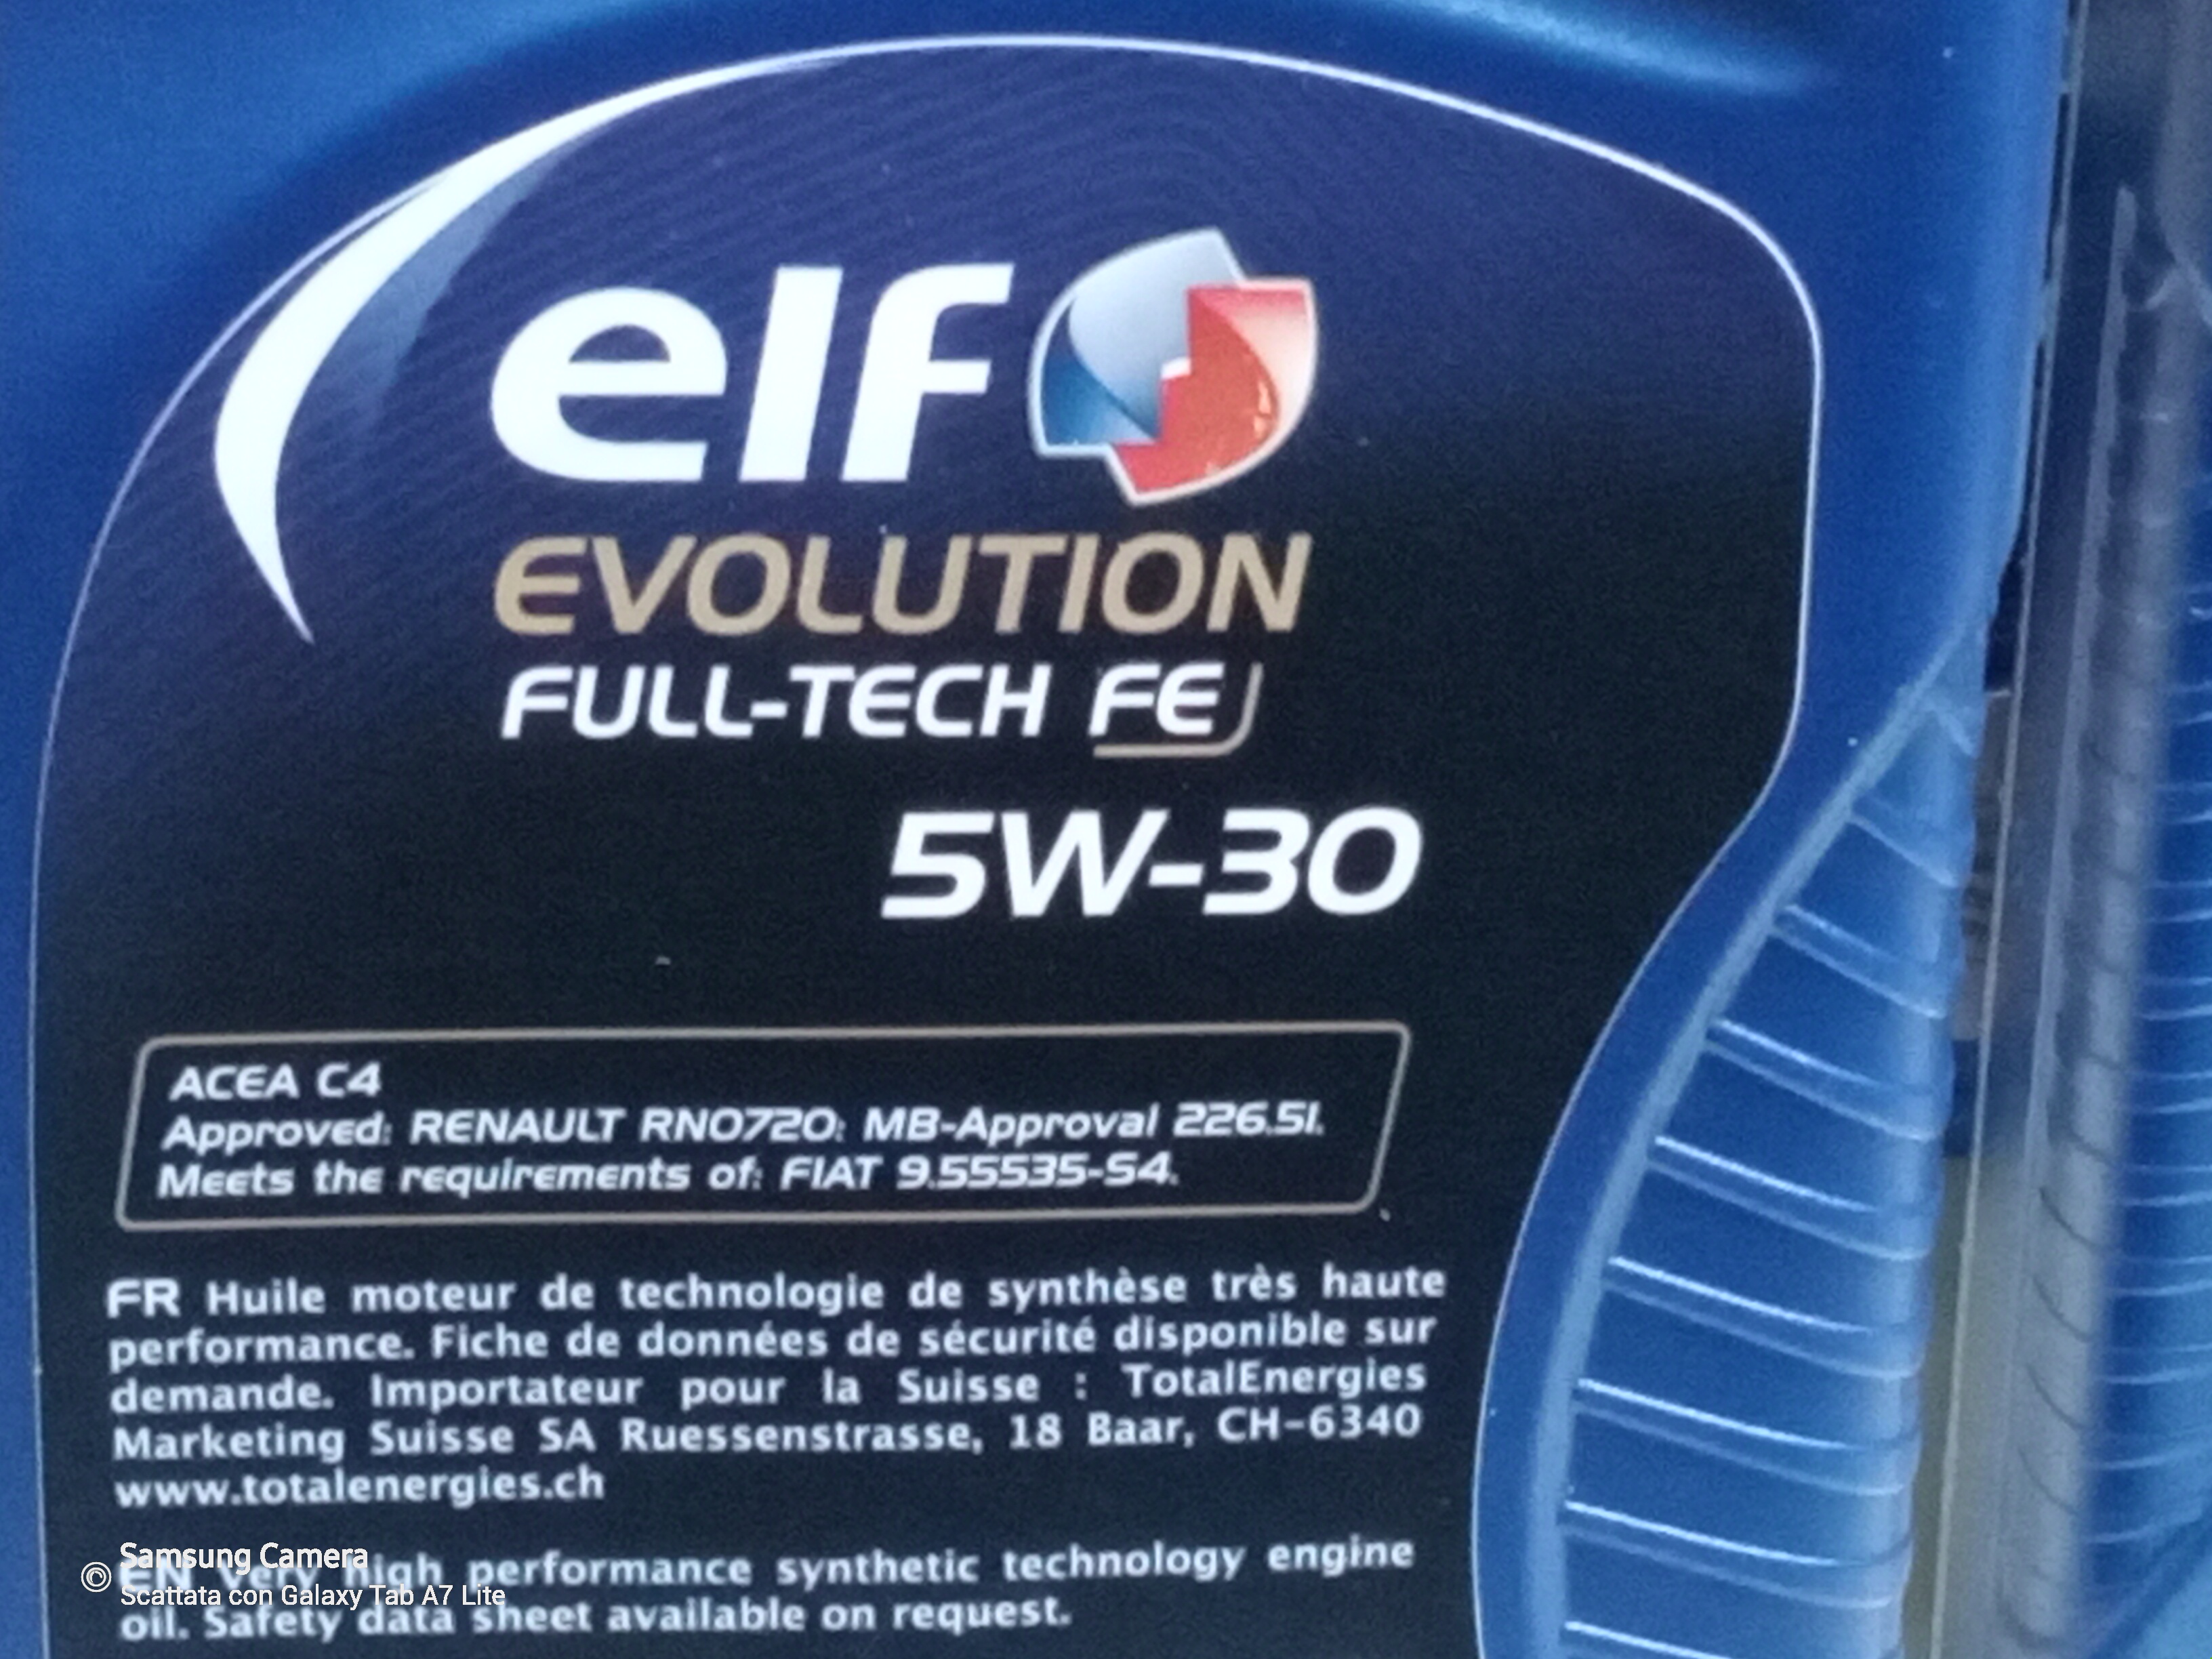 elf
EVOLUTION
FULL-TECH FE
5W-30
ACEA C4
Approved: RENAULT RN0720: MB-Approval 226.51.
Meets the requirements of: FIAT 9.55535-S4.
FR Huile moteur de technologie de synthèse très haute
performance. Fiche de données de sécurité disponible sur
demande. Importateur pour la Suisse : TotalEnergies
Marketing Suisse SA Ruessenstrasse, 18 Baar, CH-6340
www.totalenergies.ch
EN Very high performance synthetic technology engine
oil. Safety data sheet available on request.
© Samsung Camera
Scattata con Galaxy Tab A7 Lite